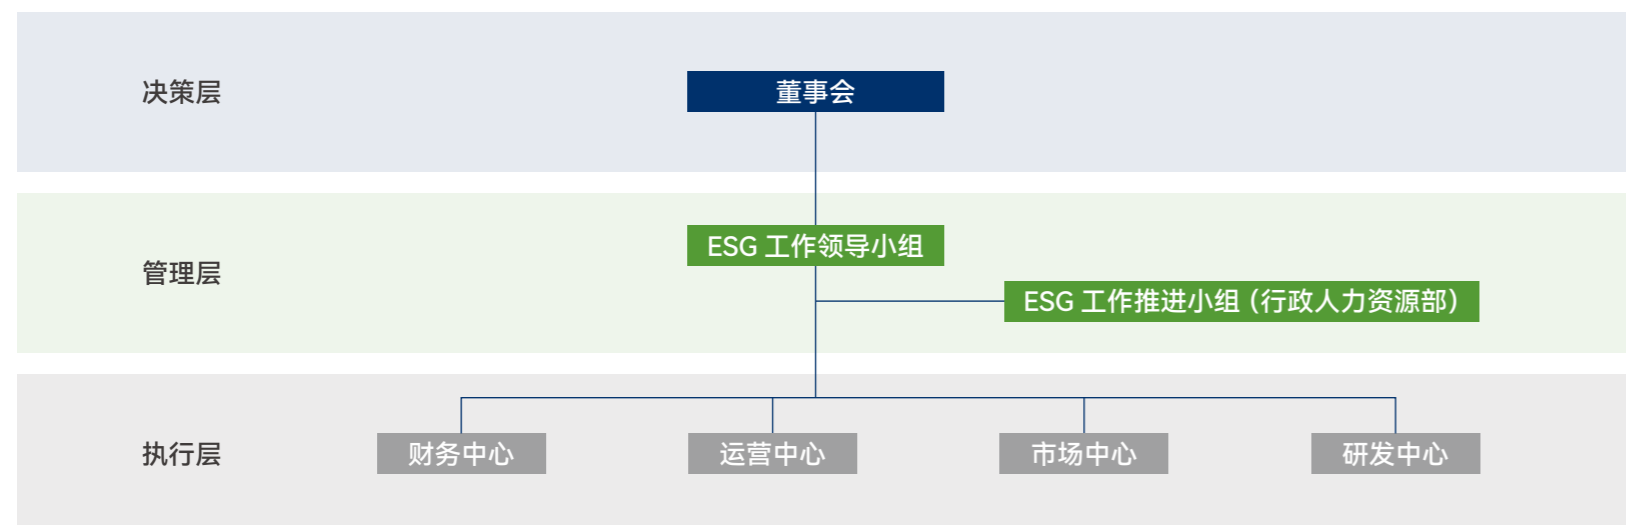 决策层
董事会
管理层
ESG 工作领导小组
ESG 工作推进小组（行政人力资源部）
执行层
财务中心
运营中心
市场中心
研发中心